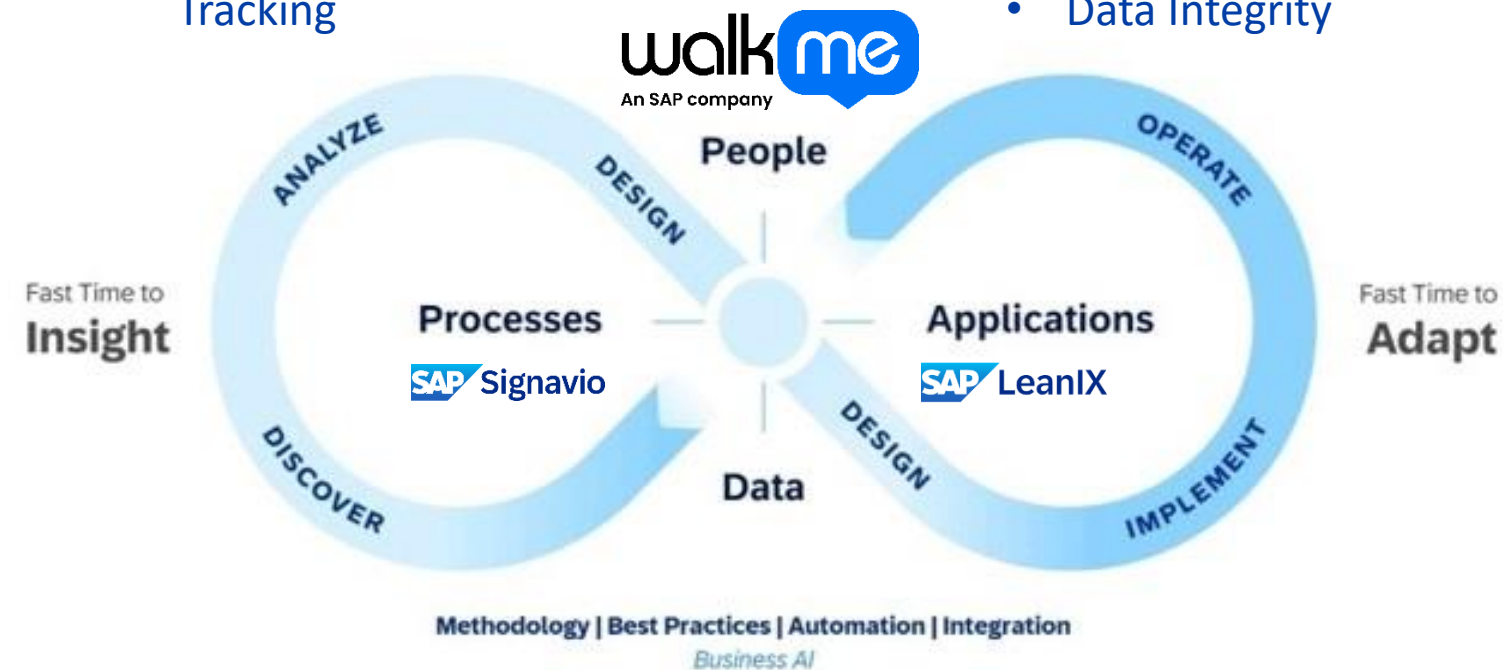 Tracking
• Data Integrity
walk me
An SAP company
People
ANALYZE
DESIGN
OPERATE
Fast Time to
Insight
Processes
SAP Signavio
Applications
SAP LeanIX
Fast Time to
Adapt
DISCOVER
DESIGN
IMPLEMENT
Data
Methodology | Best Practices | Automation | Integration
Business AI